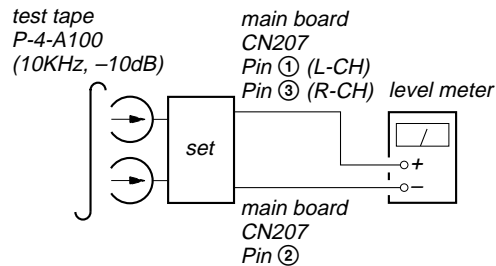 test tape
P-4-A100
(10KHz, –10dB)
main board
CN207
Pin ① (L-CH)
Pin ③ (R-CH)
level meter
set
+
–
main board
CN207
Pin ②